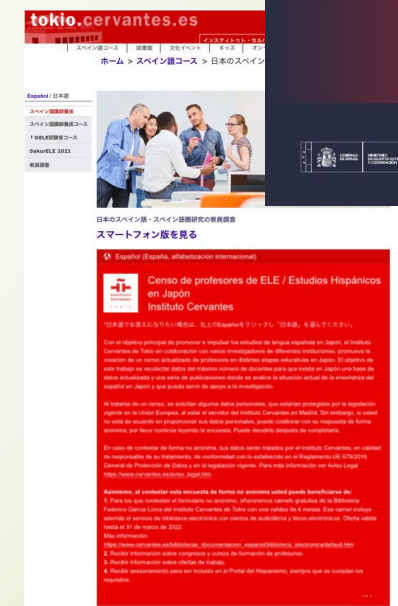 tokio.cervantes.es
インスティトゥト・セル
スペイン語コース 図書館 文化イベント キッズ オン
ホーム > スペイン語コース > 日本のスペイン
Español / 日本語
スペイン語講師養成
スペイン語講師養成コース
DELE試験官コース
SakurELE 2021
教員調査
GOBIERNO DE ESPAÑA
MINISTERIO
日本のスペイン語・スペイン語圏研究の教員調査
スマートフォン版を見る
Español (España, alfabetización internacional)
Instituto Cervantes
Censo de profesores de ELE / Estudios Hispánicos
en Japón
Instituto Cervantes
*日本語でお答えになりたい場合は、右上のEspañolをクリックし「日本語」を選んでください。
Con el objetivo principal de promover e impulsar los estudios de lengua española en Japón, el Instituto
Cervantes de Tokio en colaboración con varios investigadores de diferentes instituciones, promueve la
creación de un censo actualizado de profesores en distintas etapas educativas en Japón. El objetivo de
este trabajo es recolectar datos del máximo número de docentes para que exista en Japón una base de
datos actualizada y una serie de publicaciones donde se analice la situación actual de la enseñanza del
español en Japón y que pueda servir de apoyo a la investigación.
Al tratarse de un censo, se solicitan algunos datos personales, que estarían protegidos por la legislación
vigente en la Unión Europea, al estar el servidor del Instituto Cervantes en Madrid. Sin embargo, si usted
no está de acuerdo en proporcionar sus datos personales, puede colaborar con su respuesta de forma
anónima, por favor continúe leyendo la encuesta. Puede decidirlo después de completarla.
En caso de contestar de forma no anónima, sus datos serán tratados por el Instituto Cervantes, en calidad
de responsable de su tratamiento, de conformidad con lo establecido en el Reglamento UE 679/2016
General de Protección de Datos y en la legislación vigente. Para más información ver Aviso Legal
https://www.cervantes.es/aviso_legal.htm
Asimismo, al contestar esta encuesta de forma no anónima usted puede beneficiarse de:
1. Para los que contesten el formulario no anónimo, ofreceremos carnets gratuitos de la Biblioteca
Federico García Lorca del Instituto Cervantes de Tokio con una validez de 6 meses. Ese carnet incluye
además el servicio de biblioteca electrónica con cientos de audiolibros y libros electrónicos. Oferta válida
hasta el 31 de marzo de 2022.
Más información:
https://www.cervantes.es/bibliotecas_documentacion_espanol/biblioteca_electronica/default.htm
2. Recibir información sobre congresos y cursos de formación de profesores.
3. Recibir información sobre ofertas de trabajo.
4. Recibir asesoramiento para ser incluido en el Portal del Hispanismo, siempre que se cumplan los
requisitos.